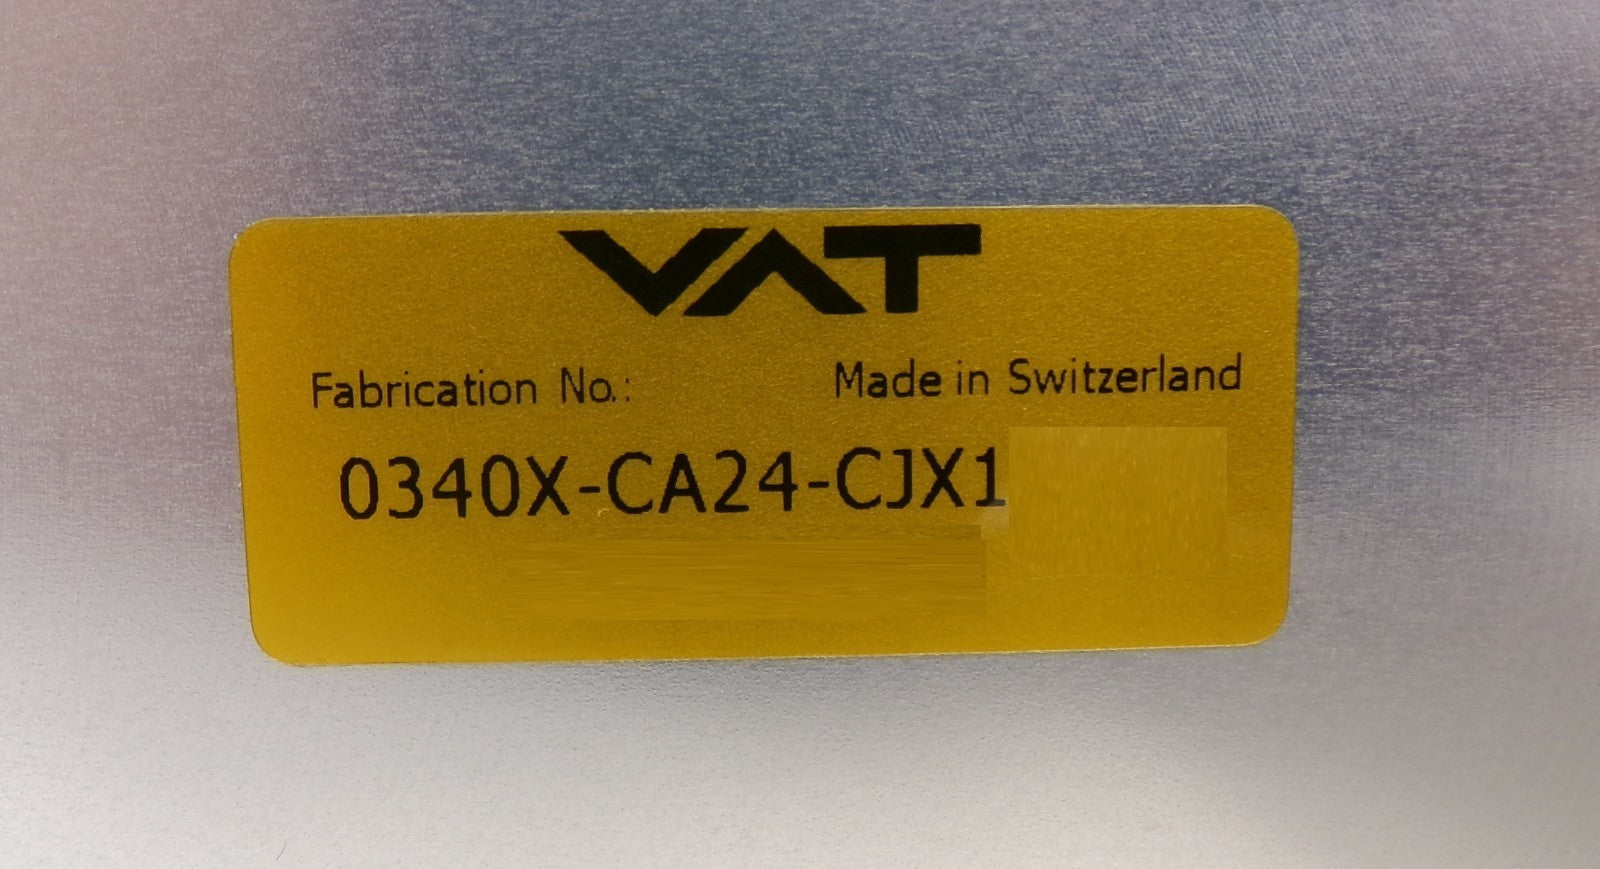 VAT
Fabrication No.: Made in Switzerland
0340X-CA24-CJX1